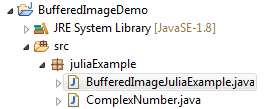 BufferedImageDemo
JRE System Library [JavaSE-1.8]
src
juliaExample
BufferedImageJuliaExample.java
ComplexNumber.java